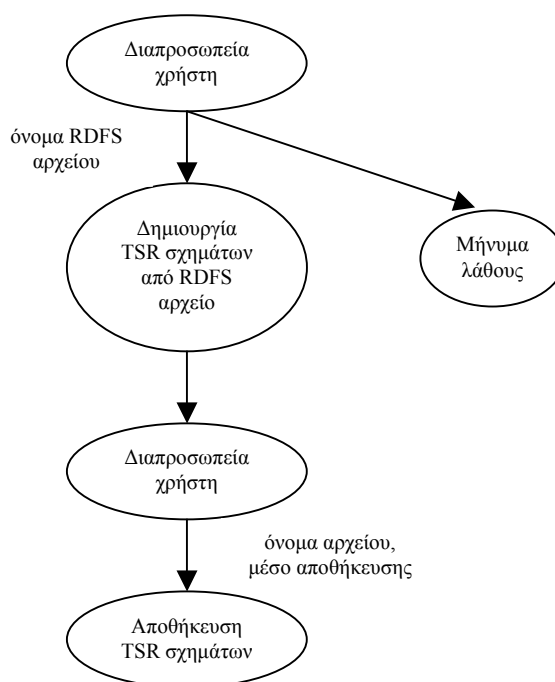 Διαπροσωπεία
χρήστη
όνομα RDFS
αρχείου
Δημιουργία
TSR σχημάτων
από RDFS
αρχείο
Μήνυμα
λάθους
Διαπροσωπεία
χρήστη
όνομα αρχείου,
μέσο αποθήκευσης
Αποθήκευση
TSR σχημάτων